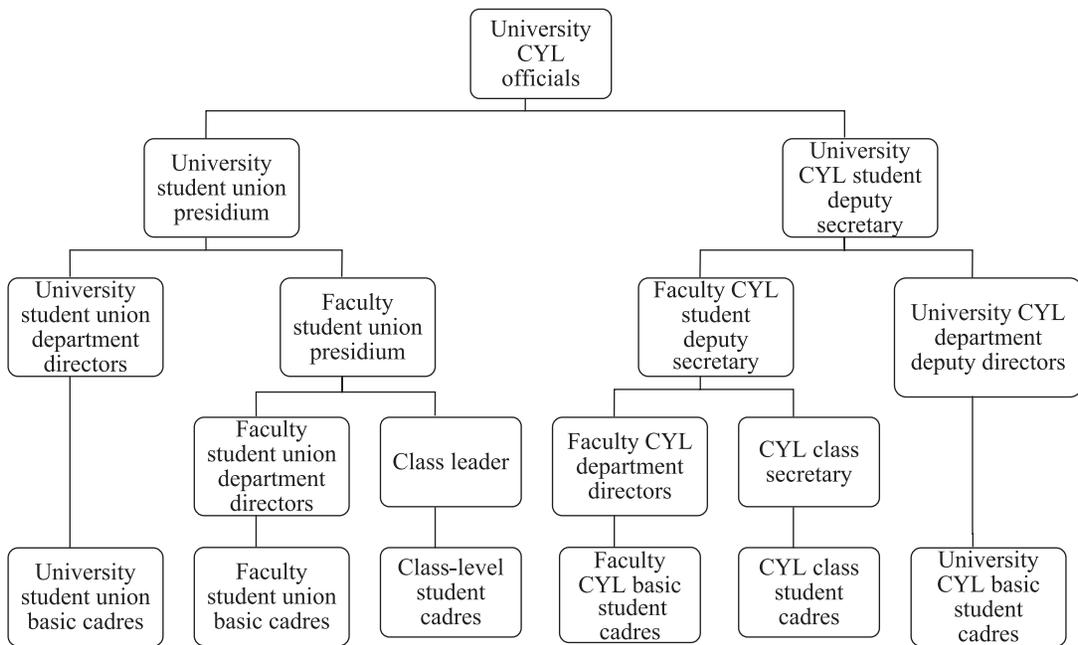 University
CYL
officials
University
student union
presidium
University
CYL student
deputy
secretary
University
student union
department
directors
Faculty
student union
presidium
Faculty CYL
student
deputy
secretary
University CYL
department
deputy directors
Faculty
student union
department
directors
Class leader
Faculty CYL
department
directors
CYL class
secretary
University
student union
basic cadres
Faculty
student union
basic cadres
Class-level
student
cadres
Faculty
CYL basic
student
cadres
CYL class
student
cadres
University
CYL basic
student
cadres